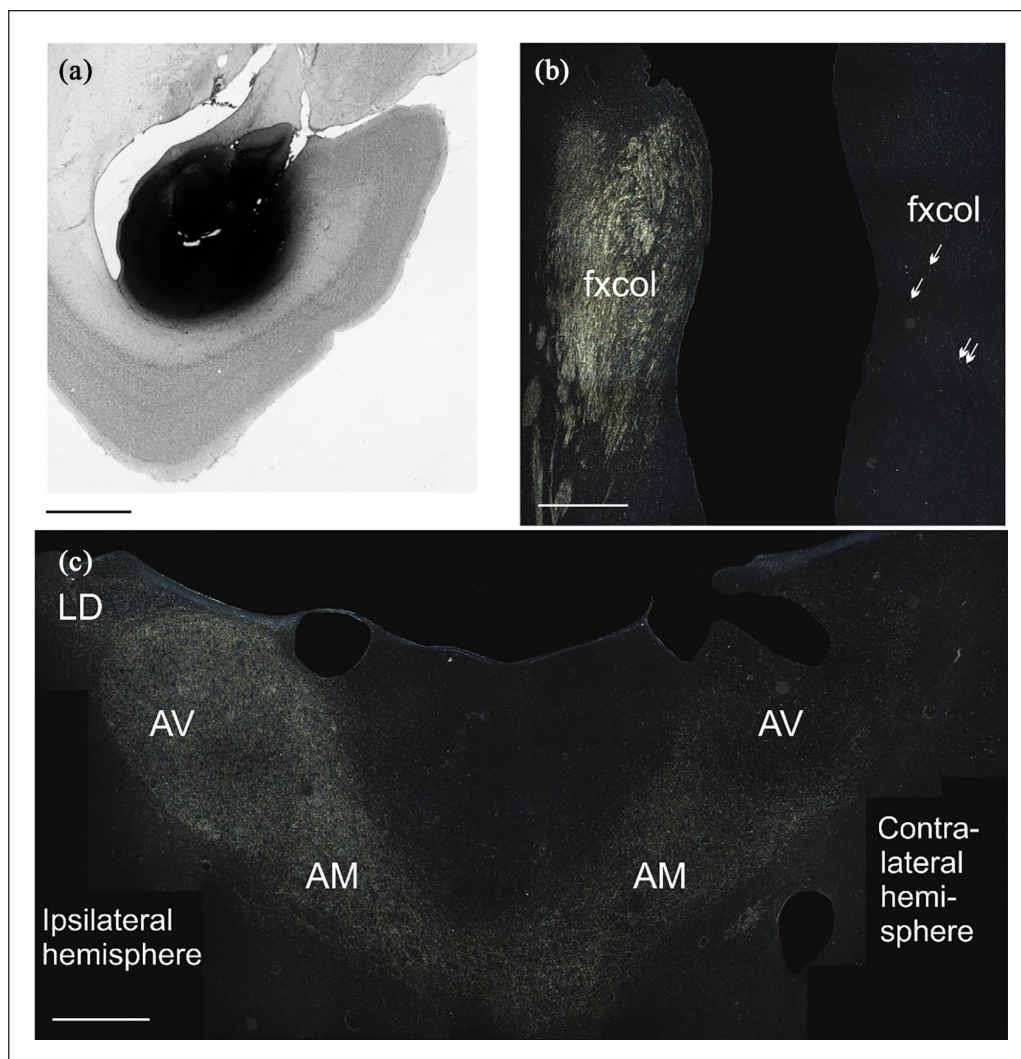 (a)
(b)
fxcol
fxcol
(c)
LD
AV
AV
AM
AM
Ipsilateral
hemisphere
Contra-
lateral
hemi-
sphere